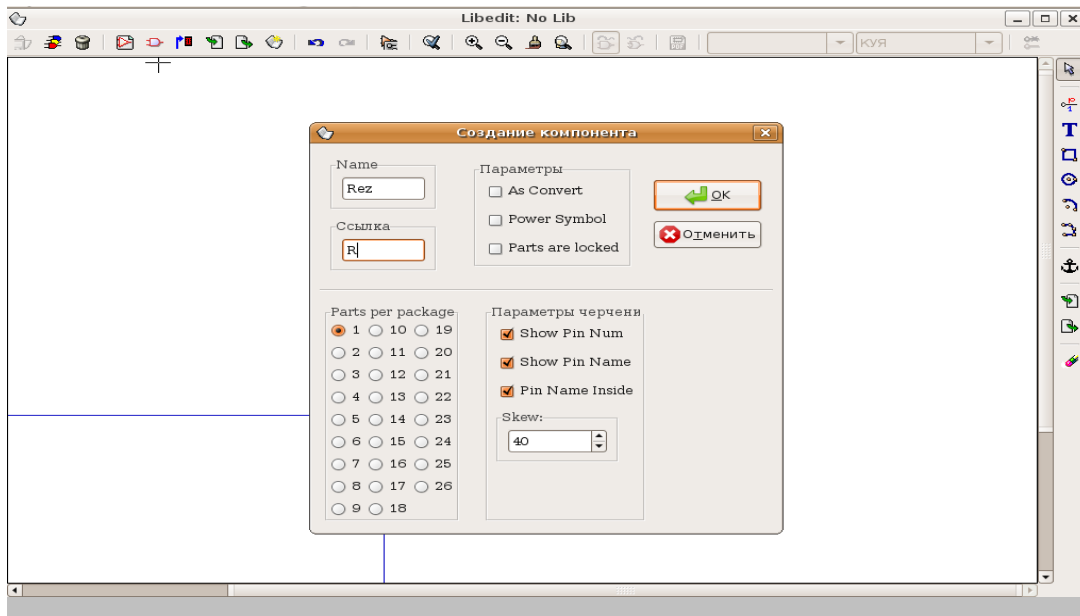 Libedit: No Lib
КУЯ
Создание компонента
Name
Rez
Ссылка
R
Параметры
As Convert
Power Symbol
Parts are locked
OK
Отменить
Parts per package
1 10 19
2 11 20
3 12 21
4 13 22
5 14 23
6 15 24
7 16 25
8 17 26
9 18
Параметры черчени
Show Pin Num
Show Pin Name
Pin Name Inside
Skew:
40
T